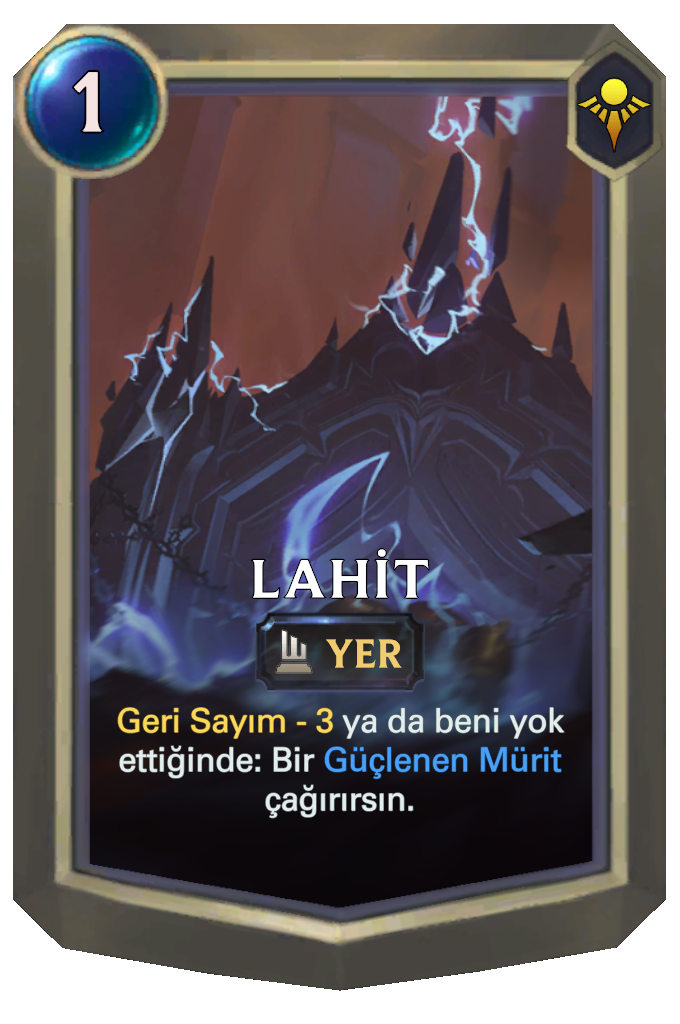 1
LAHİT
YER
Geri Sayım - 3 ya da beni yok
ettiğinde: Bir Güçlenen Mürit
çağırırsın.